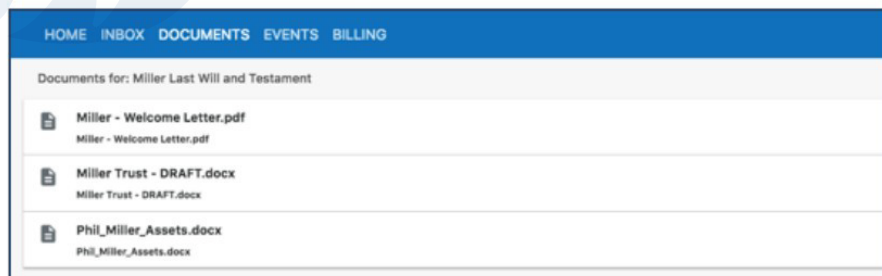 HOME INBOX DOCUMENTS EVENTS BILLING
Documents for: Miller Last Will and Testament
Miller - Welcome Letter.pdf
Miller - Welcome Letter.pdf
Miller Trust - DRAFT.docx
Miller Trust - DRAFT.docx
Phil_Miller_Assets.docx
Phil_Miller_Assets.docx